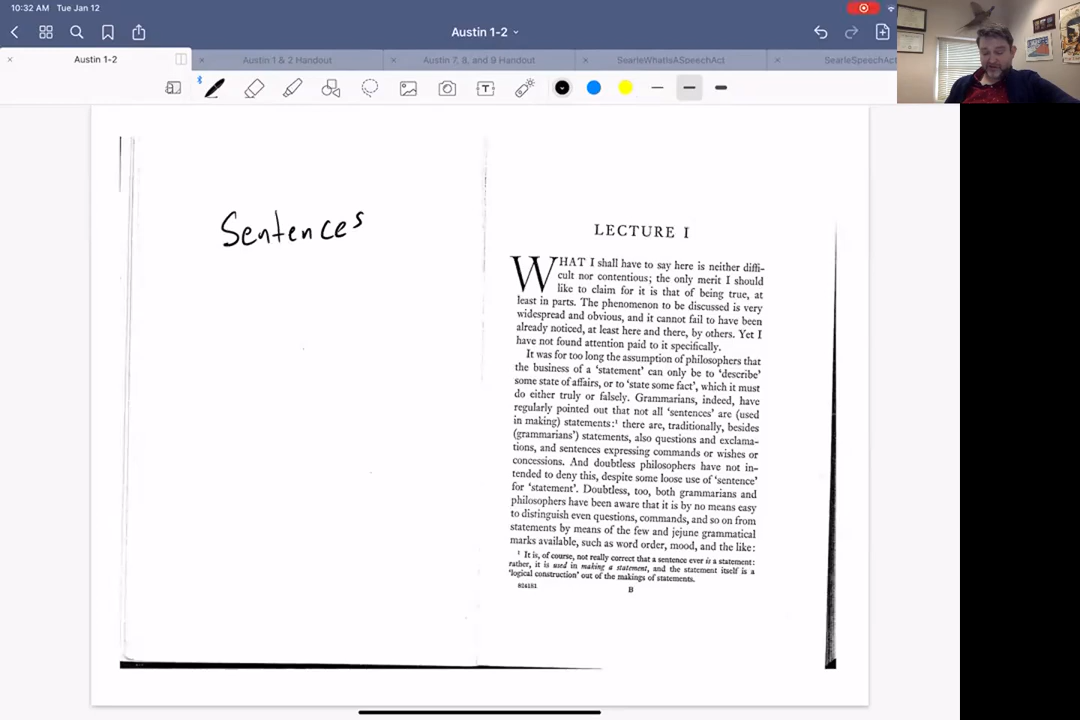 10:32 AM Tue Jan 12
Austin 1-2
Austin 1-2
Austin 1 & 2 Handout
Austin 7, 8, and 9 Handout
SearleWhatIsASpeechAct
SearleSpeechAct
Sentences
LECTURE I
WHAT I shall have to say here is neither diffi-
cult nor contentious; the only merit I should
like to claim for it is that of being true, at
least in parts. The phenomenon to be discussed is very
widespread and obvious, and it cannot fail to have been
already noticed, at least here and there, by others. Yet I
have not found attention paid to it specifically.
It was for too long the assumption of philosophers that
the business of a 'statement' can only be to 'describe'
some state of affairs, or to 'state some fact', which it must
do either truly or falsely. Grammarians, indeed, have
regularly pointed out that not all 'sentences' are (used
in making) statements:¹ there are, traditionally, besides
(grammarians') statements, also questions and exclama-
tions, and sentences expressing commands or wishes or
concessions. And doubtless philosophers have not in-
tended to deny this, despite some loose use of 'sentence'
for 'statement'. Doubtless, too, both grammarians and
philosophers have been aware that it is by no means easy
to distinguish even questions, commands, and so on from
statements by means of the few and jejune grammatical
marks available, such as word order, mood, and the like:
¹ It is, of course, not really correct that a sentence ever is a statement:
rather, it is used in making a statement, and the statement itself is a
'logical construction' out of the makings of statements.
824181
B